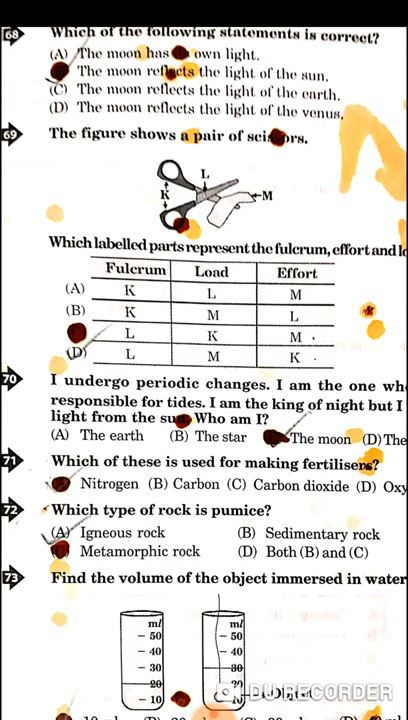 68 Which of the following statements is correct?
(A) The moon has own light.
The moon reflects the light of the sun.
(C) The moon reflects the light of the earth.
(D) The moon reflects the light of the venus.
69 The figure shows a pair of scissors.
L
K
M
Which labelled parts represent the fulcrum, effort and
Fulcrum Load Effort
(A) K L M
(B) K M L
L K M
(D) L M K
70 I undergo periodic changes. I am the one
responsible for tides. I am the king of night but I
light from the sun. Who am I?
(A) The earth (B) The star The moon (D) The
71 Which of these is used for making fertilisers?
Nitrogen (B) Carbon (C) Carbon dioxide (D)
72 Which type of rock is pumice?
(A) Igneous rock (B) Sedimentary rock
Metamorphic rock (D) Both (B) and (C)
73 Find the volume of the object immersed in water
ml ml
50 50
40 40
30 30
20 20
10 10
DU RECORDER